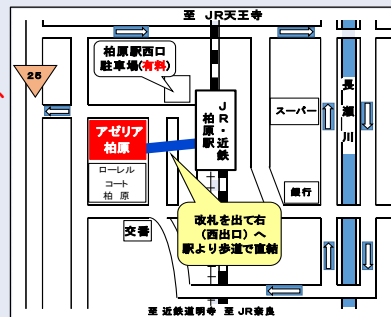 至 JR天王寺
柏原駅西口
駐車場(有料)
25
JR・近鉄
柏原駅
スーパー
長瀬川
アゼリア
柏原
ローレル
コート
柏原
銀行
改札を出て右
(西出口)へ
駅より歩道で直結
交番
至 近鉄道明寺 至 JR奈良